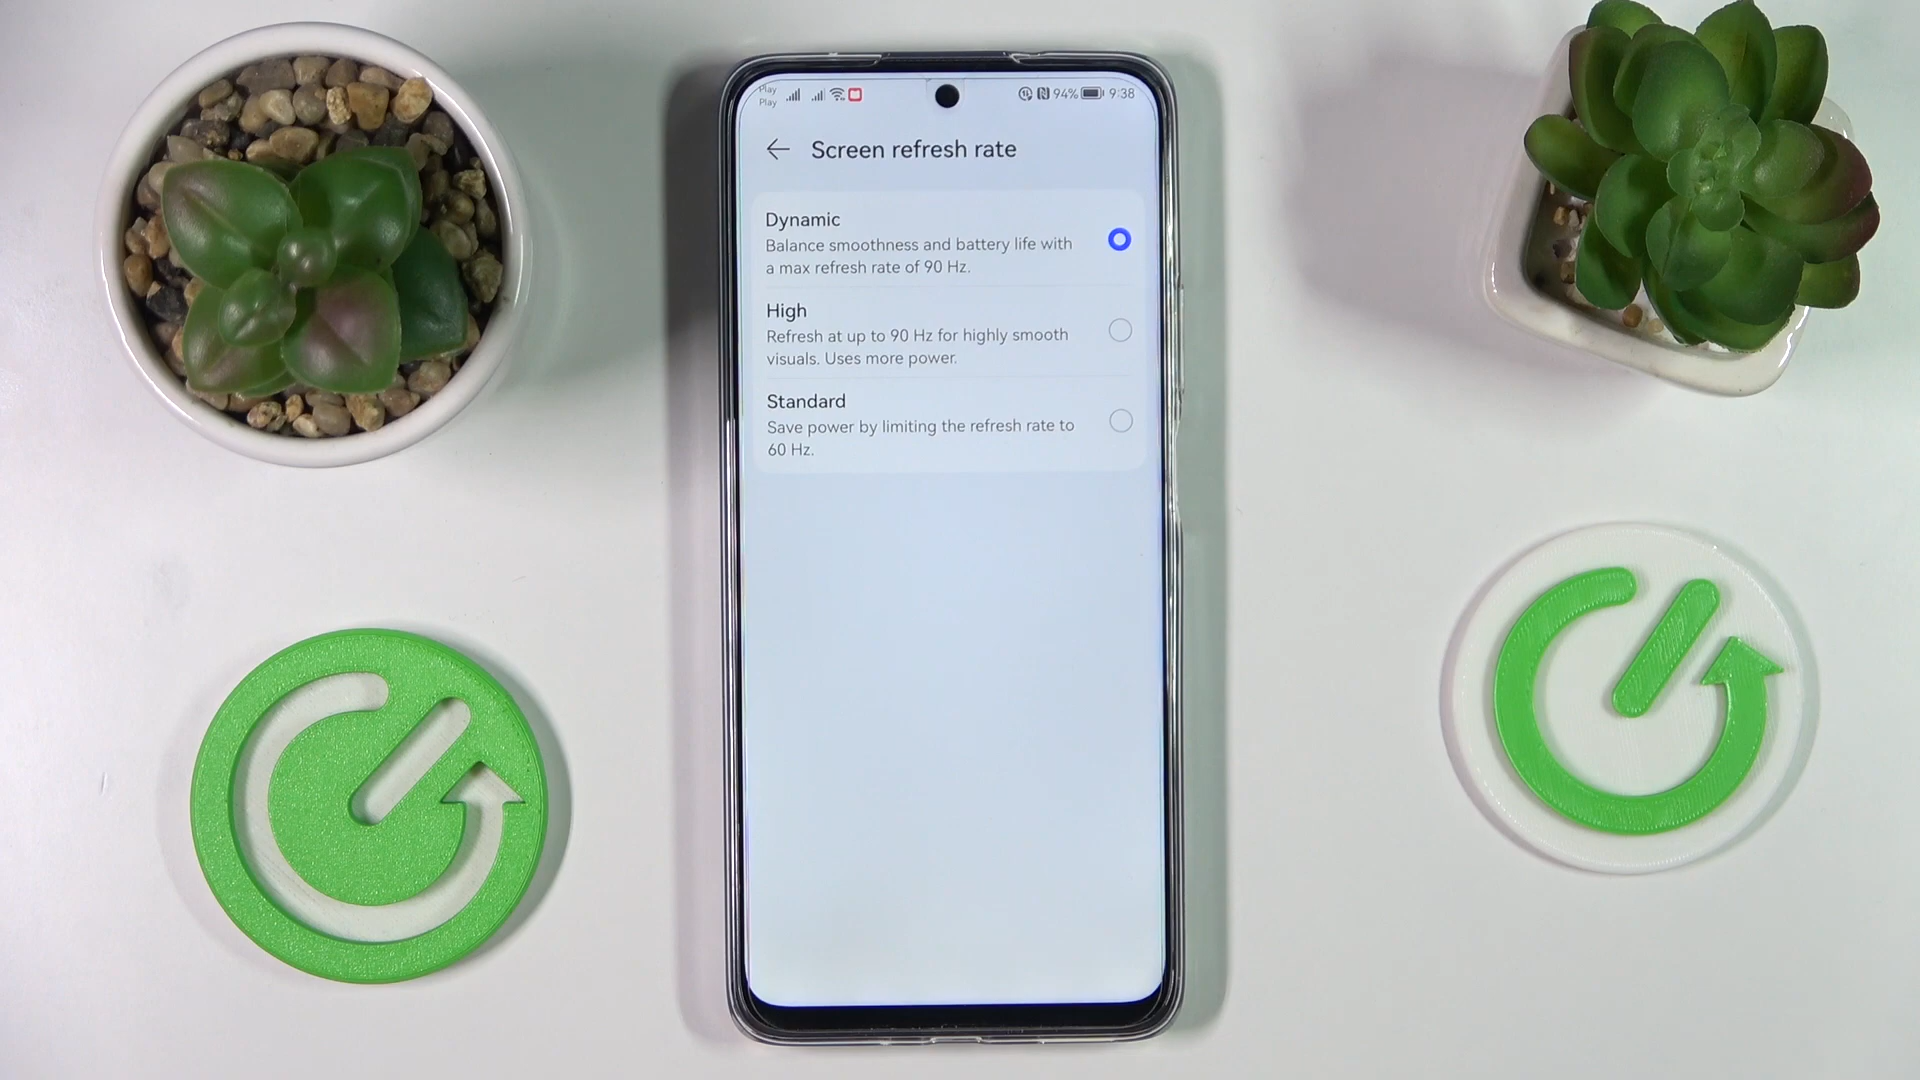 Play
Play
94% 9:38
Screen refresh rate
Dynamic
Balance smoothness and battery life with
a max refresh rate of 90 Hz.
High
Refresh at up to 90 Hz for highly smooth
visuals. Uses more power.
Standard
Save power by limiting the refresh rate to
60 Hz.